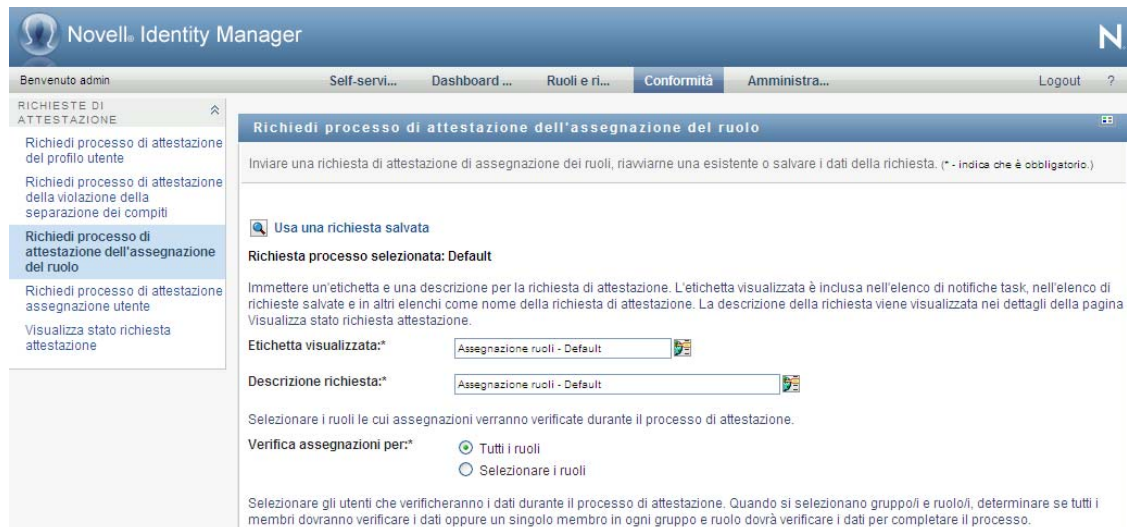 Novell® Identity Manager
N
Benvenuto admin
Self-servi...
Dashboard ...
Ruoli e ri...
Conformità
Amministra...
Logout
?
RICHIESTE DI
ATTESTAZIONE
Richiedi processo di attestazione
del profilo utente
Richiedi processo di attestazione
della violazione della
separazione dei compiti
Richiedi processo di
attestazione dell'assegnazione
del ruolo
Richiedi processo di attestazione
assegnazione utente
Visualizza stato richiesta
attestazione
Richiedi processo di attestazione dell'assegnazione del ruolo
Inviare una richiesta di attestazione di assegnazione dei ruoli, riavviarne una esistente o salvare i dati della richiesta. (* - indica che è obbligatorio.)
Usa una richiesta salvata
Richiesta processo selezionata: Default
Immettere un'etichetta e una descrizione per la richiesta di attestazione. L'etichetta visualizzata è inclusa nell'elenco di notifiche task, nell'elenco di
richieste salvate e in altri elenchi come nome della richiesta di attestazione. La descrizione della richiesta viene visualizzata nei dettagli della pagina
Visualizza stato richiesta attestazione.
Etichetta visualizzata:*
Assegnazione ruoli - Default
Descrizione richiesta:*
Assegnazione ruoli - Default
Selezionare i ruoli le cui assegnazioni verranno verificate durante il processo di attestazione.
Verifica assegnazioni per:*
Tutti i ruoli
Selezionare i ruoli
Selezionare gli utenti che verificheranno i dati durante il processo di attestazione. Quando si selezionano gruppo/i e ruolo/i, determinare se tutti i
membri dovranno verificare i dati oppure un singolo membro in ogni gruppo e ruolo dovrà verificare i dati per completare il processo.